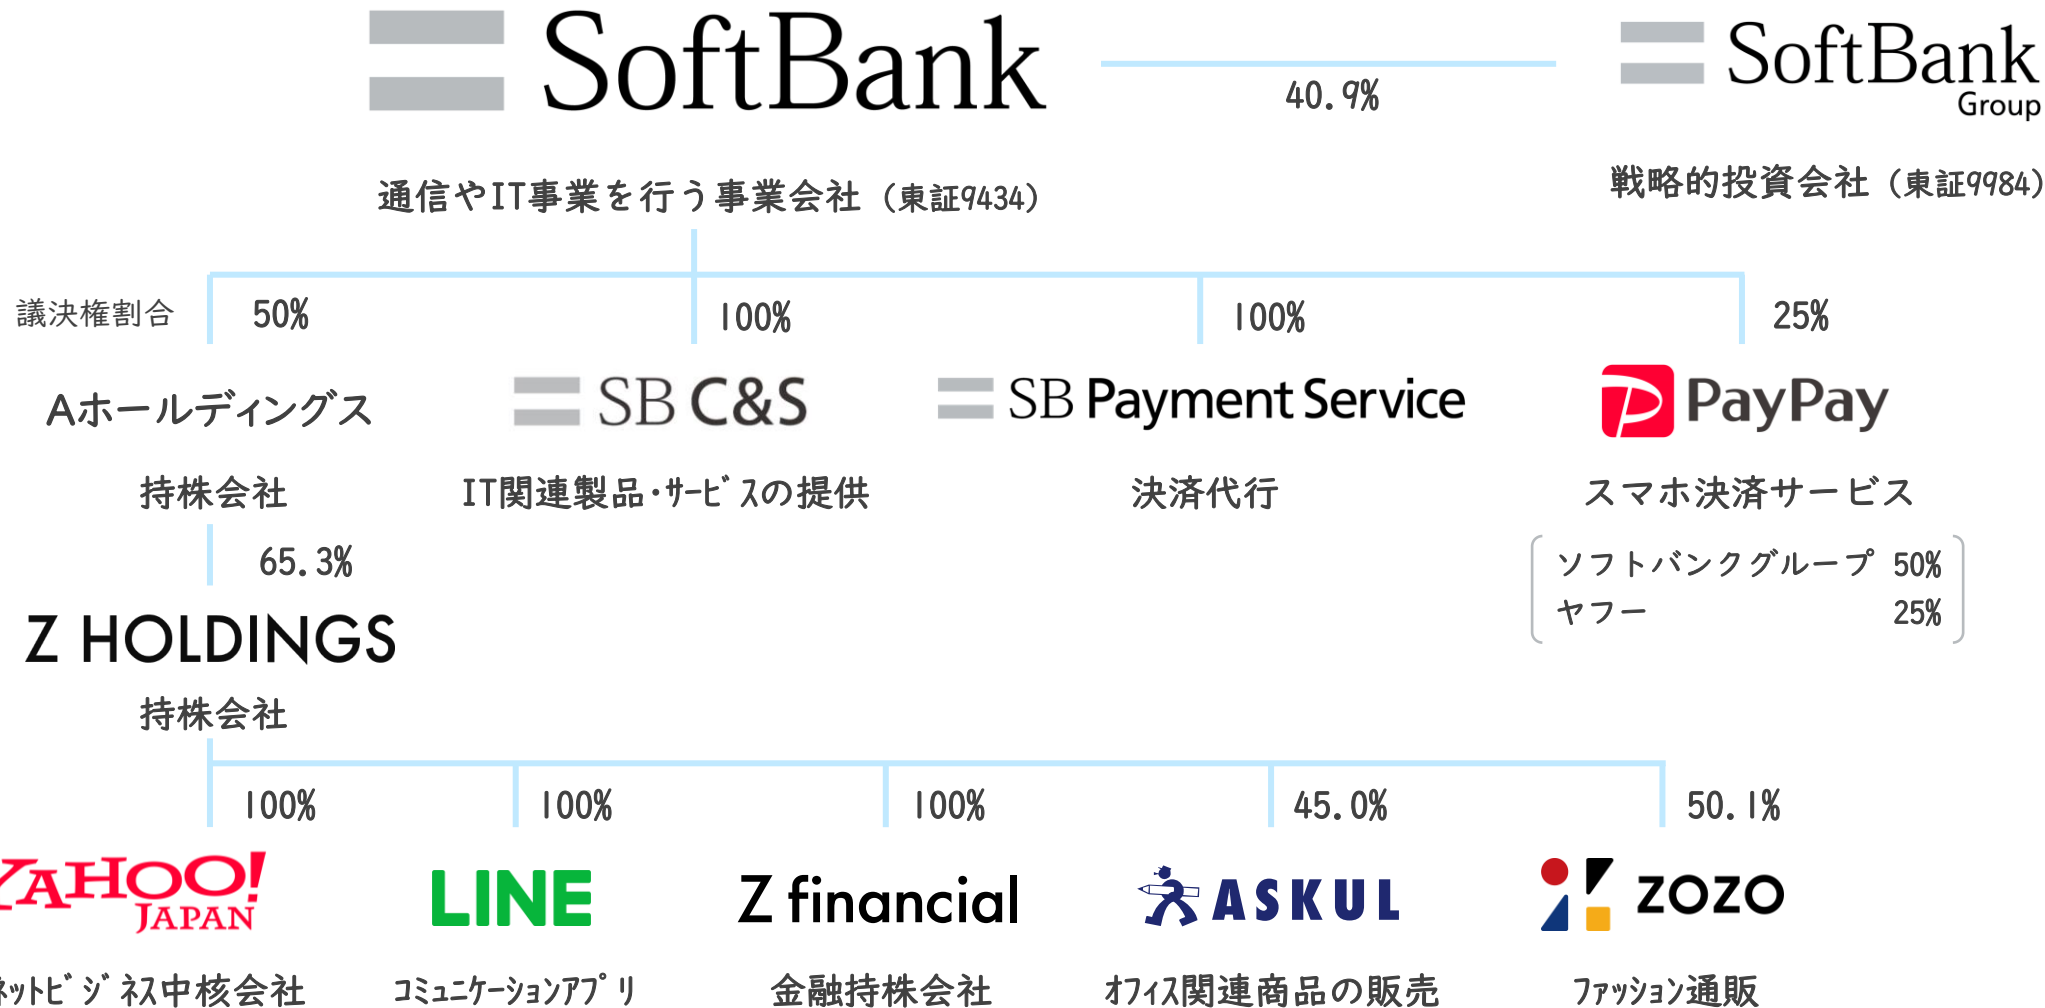 SoftBank
40.9%
SoftBank
Group
通信やIT事業を行う事業会社（東証9434）
戦略的投資会社（東証9984）
議決権割合
50%
100%
100%
25%
Aホールディングス
SB C&S
SB Payment Service
PayPay
持株会社
IT関連製品・ｻｰﾋﾞｽの提供
決済代行
スマホ決済サービス
65.3%
ソフトバンクグループ 50%
ヤフー 25%
Z HOLDINGS
持株会社
100%
100%
100%
45.0%
50.1%
YAHOO!
JAPAN
LINE
Z financial
ASKUL
ZOZO
ﾈｯﾄﾋﾞｼﾞﾈｽ中核会社
ｺﾐｭﾆｹｰｼｮﾝｱﾌﾟﾘ
金融持株会社
ｵﾌｨｽ関連商品の販売
ﾌｧｯｼｮﾝ通販